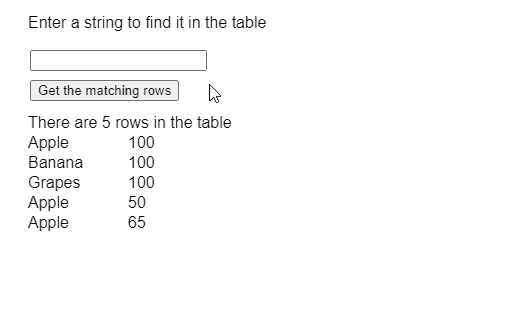 Enter a string to find it in the table
Get the matching rows
There are 5 rows in the table
Apple 100
Banana 100
Grapes 100
Apple 50
Apple 65